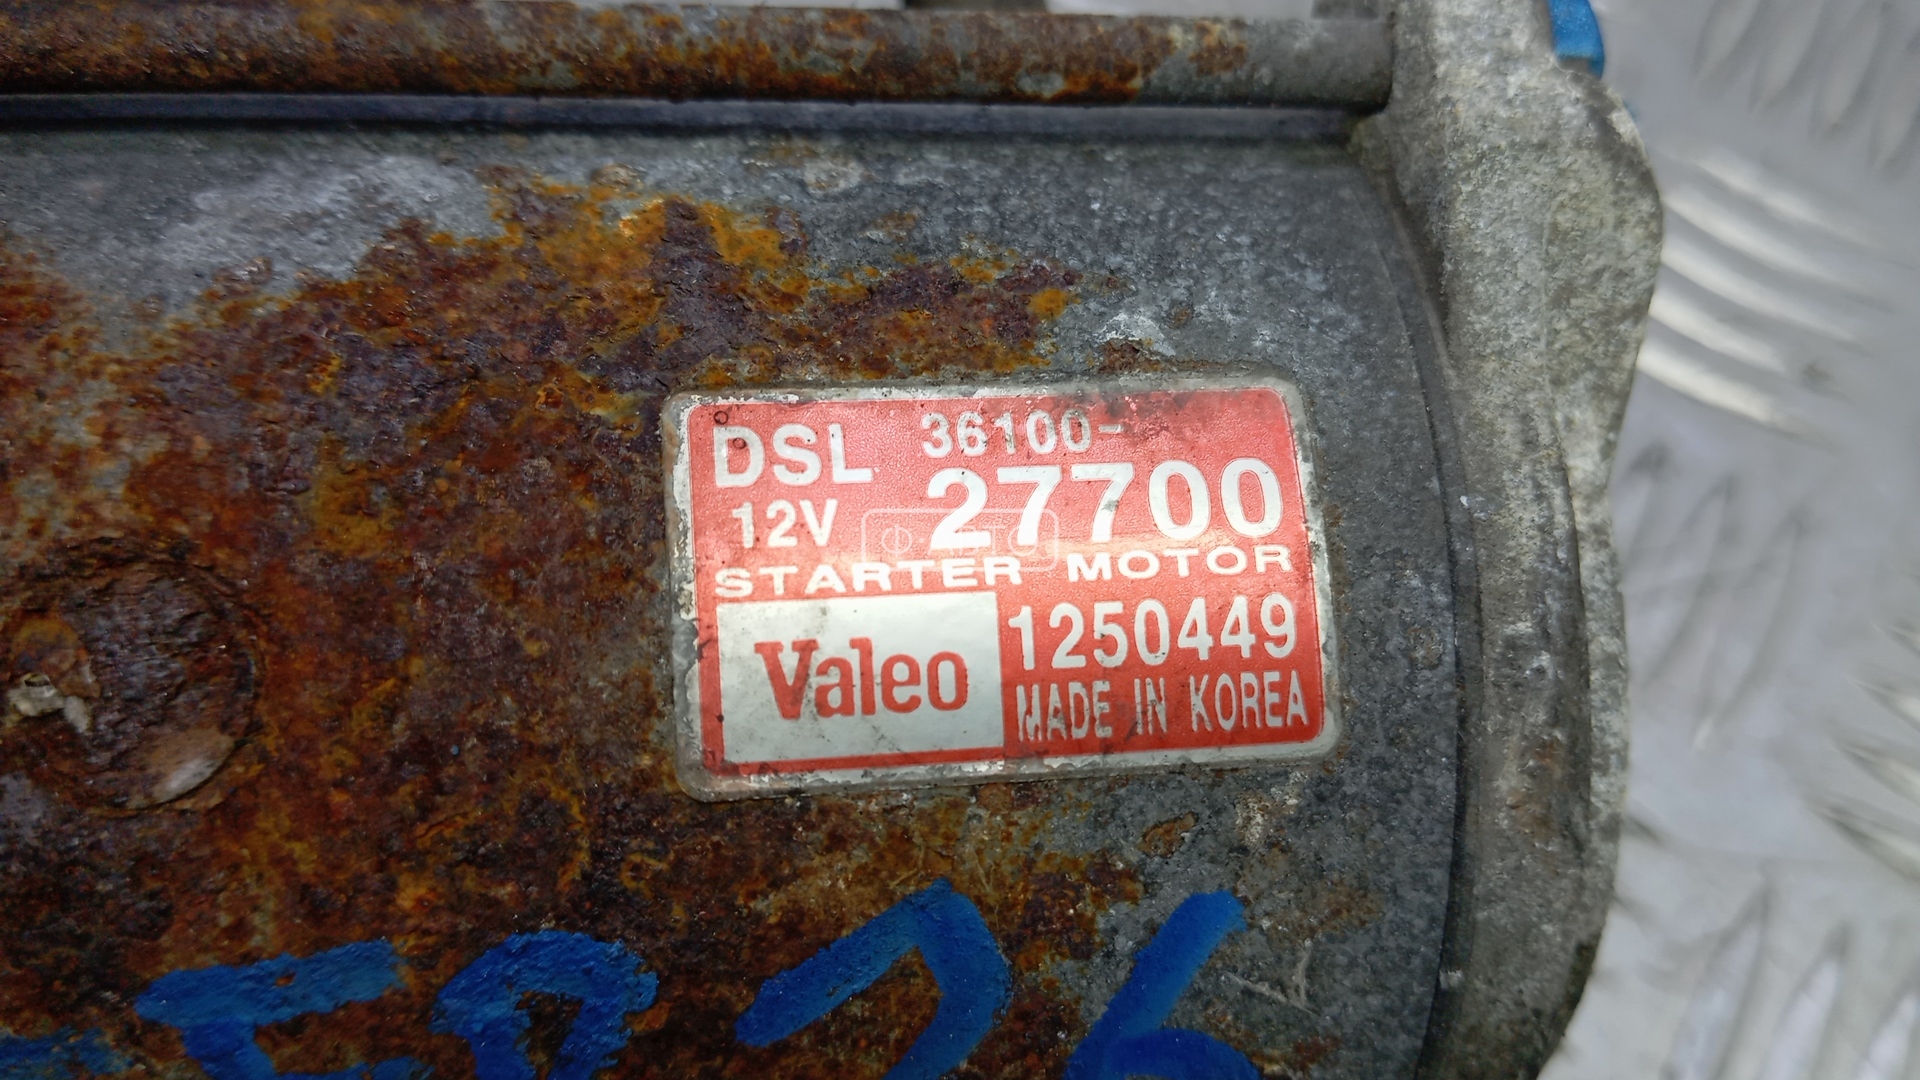 DSL 36100-
12V 27700
STARTER MOTOR
Valeo 1250449
MADE IN KOREA